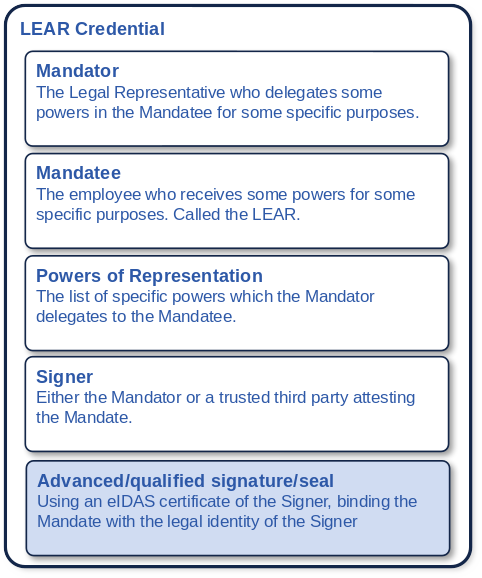 LEAR Credential
Mandator
The Legal Representative who delegates some
powers in the Mandatee for some specific purposes.
Mandatee
The employee who receives some powers for some
specific purposes. Called the LEAR.
Powers of Representation
The list of specific powers which the Mandator
delegates to the Mandatee.
Signer
Either the Mandator or a trusted third party attesting
the Mandate.
Advanced/qualified signature/seal
Using an eIDAS certificate of the Signer, binding the
Mandate with the legal identity of the Signer